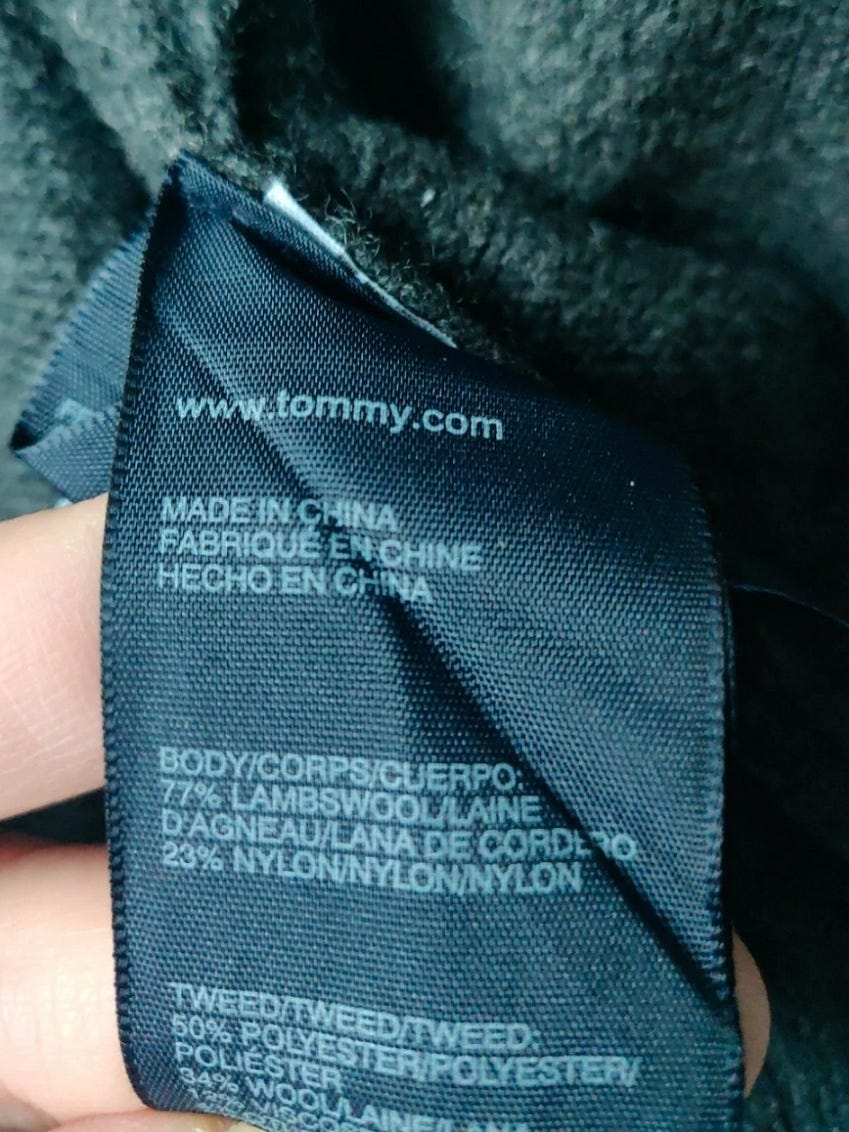 www.tommy.com
MADE IN CHINA
FABRIQUÉ EN CHINE
HECHO EN CHINA
BODY/CORPS/CUERPO:
77% LAMBSWOOL/LAINE
D'AGNEAU/LANA DE CORDERO
23% NYLON/NYLON/NYLON
TWEED/TWEED/TWEED:
50% POLYESTER/POLYESTER/
POLIÉSTER
34% WOOL/LAINE/LANA